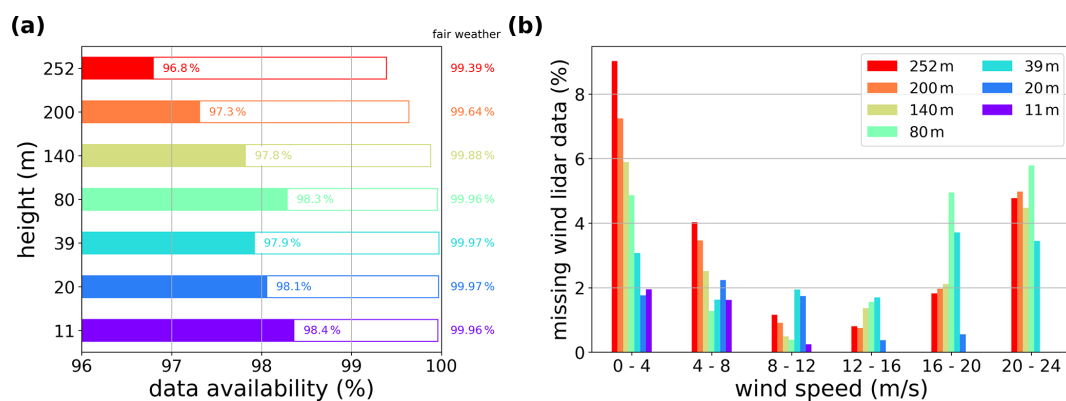 (a)
fair weather
252
96.8 %
99.39 %
200
97.3 %
99.64 %
140
97.8 %
99.88 %
80
98.3 %
99.96 %
39
97.9 %
99.97 %
20
98.1 %
99.97 %
11
98.4 %
99.96 %
96 97 98 99 100
data availability (%)
height (m)
(b)
252 m
200 m
140 m
80 m
39 m
20 m
11 m
8
6
4
2
0
0 - 4 4 - 8 8 - 12 12 - 16 16 - 20 20 - 24
wind speed (m/s)
missing wind lidar data (%)